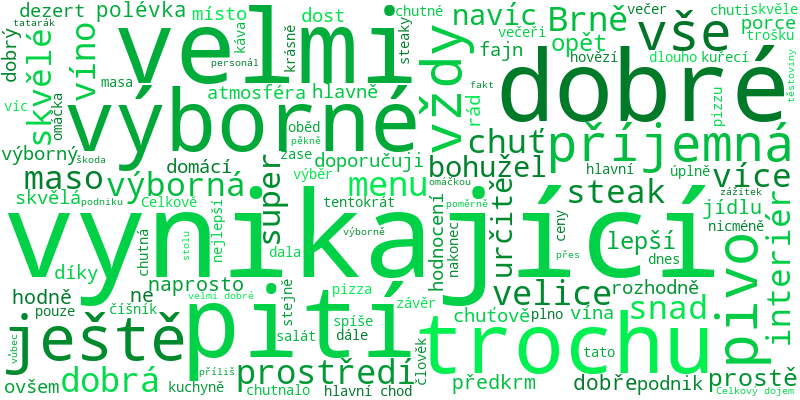 tatarák
dezert
polévka
místo
dost
chutné
večer
chuti
skvěle
velmi
navíc
Brně
vše
porce
trošku
dobrý
víno
skvělé
káva
krásně
steaky
večeři
opět
fajn
hovězí
dlouho
kuřecí
personál
masa
atmosféra
hlavně
vždy
rád
fakt
dobré
pizzu
těstoviny
vic
omáčka
výborné
oběd
pěkně
zase
doporučuji
chuť
příjemná
výborný
škoda
domácí
super
výběr
menu
bohužel
omáčkou
hlavní
úplně
více
maso
výborná
skvělá
podniku
Celkově
nejlepší
tentokrát
poměrně
hodnocení
určitě
steak
zážitek
jídlu
nicméně
vynikající
chutná
stolu
dala
výborně
nakonec
ceny
lepší
interiér
díky
přes
dnes
pivo
hodně
ne
naprosto
stejně
pizza
závěr
velice
rozhodně
pouze
číšník
velmi dobré
pití
salát
spíše
dále
chuťově
plno
vína
snad
ještě
vůbec
trochu
tato
příliš
prostředí
člověk
ovšem
dobrá
kuchyně
chutnalo
hlavní chod
předkrm
dobře
podnik
prostě
Celkový dojem